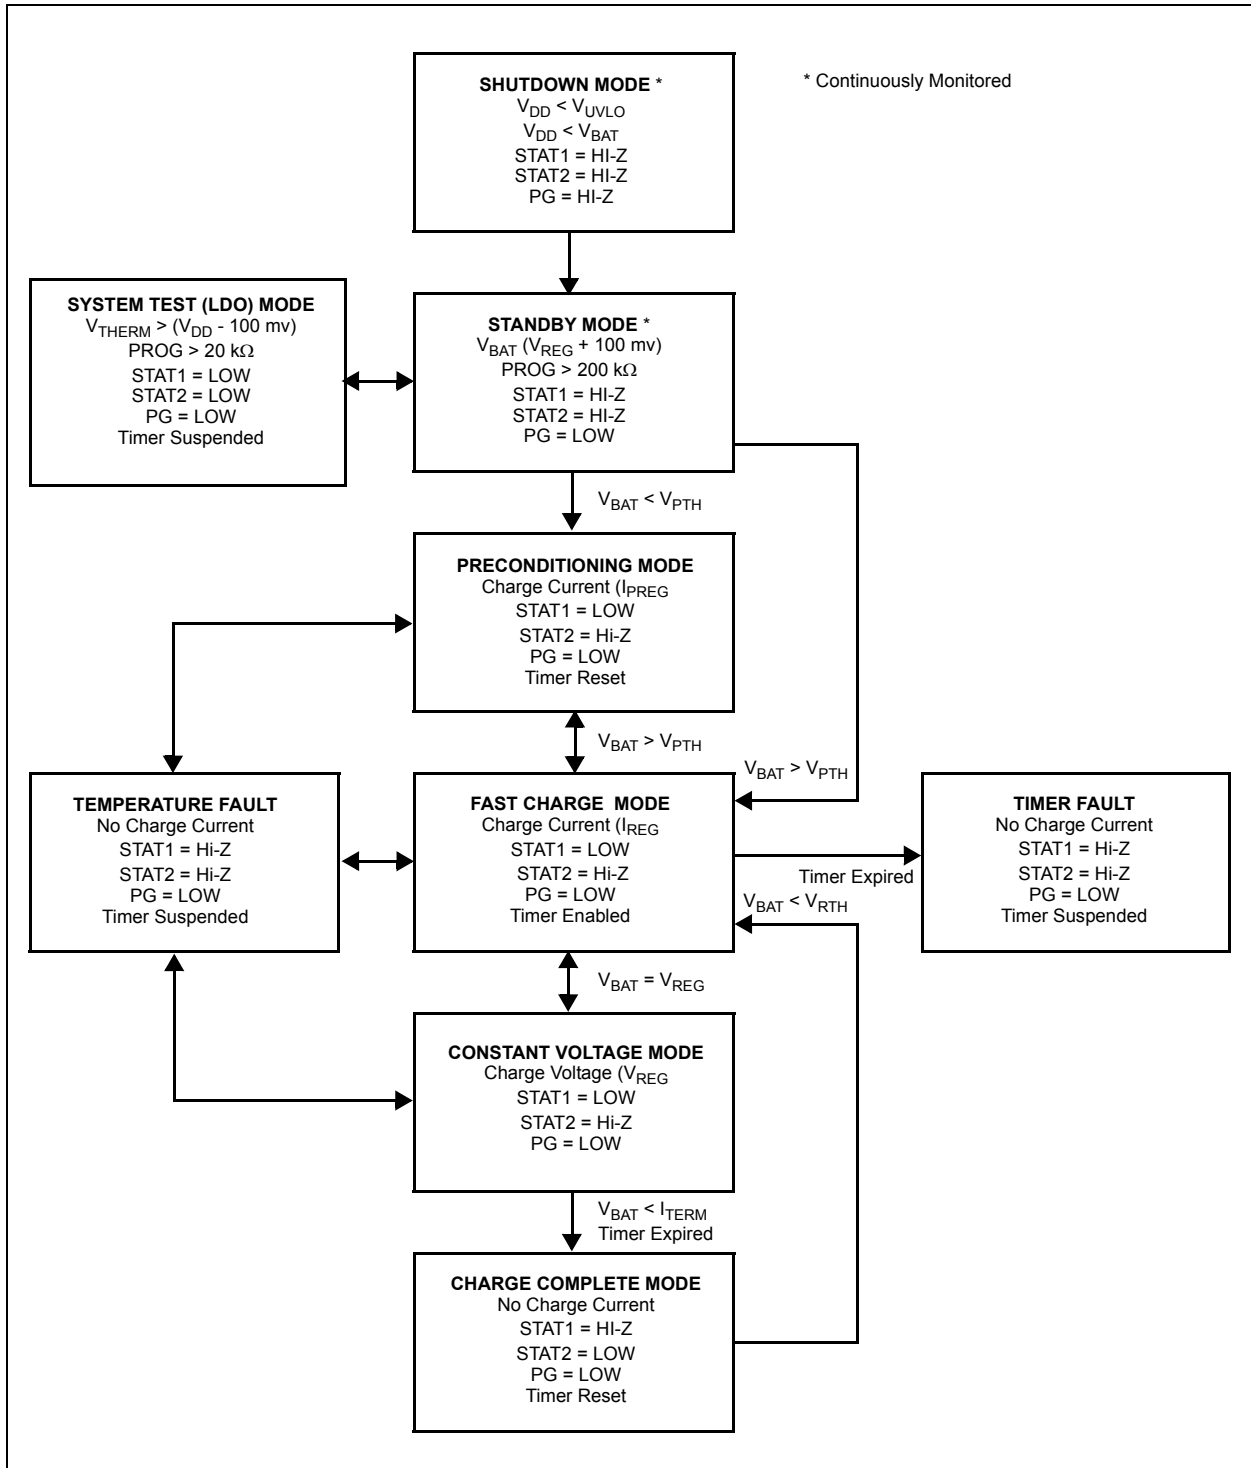 SHUTDOWN MODE *
V_DD < V_UVLO
V_DD < V_BAT
STAT1 = HI-Z
STAT2 = HI-Z
PG = HI-Z
* Continuously Monitored
SYSTEM TEST (LDO) MODE
V_THERM > (V_DD - 100 mv)
PROG > 20 kΩ
STAT1 = LOW
STAT2 = LOW
PG = LOW
Timer Suspended
STANDBY MODE *
V_BAT (V_REG + 100 mv)
PROG > 200 kΩ
STAT1 = HI-Z
STAT2 = HI-Z
PG = LOW
V_BAT < V_PTH
PRECONDITIONING MODE
Charge Current (I_PREG
STAT1 = LOW
STAT2 = Hi-Z
PG = LOW
Timer Reset
V_BAT > V_PTH
V_BAT > V_PTH
TEMPERATURE FAULT
No Charge Current
STAT1 = Hi-Z
STAT2 = Hi-Z
PG = LOW
Timer Suspended
FAST CHARGE MODE
Charge Current (I_REG
STAT1 = LOW
STAT2 = Hi-Z
PG = LOW
Timer Enabled
Timer Expired
V_BAT < V_RTH
TIMER FAULT
No Charge Current
STAT1 = Hi-Z
STAT2 = Hi-Z
PG = LOW
Timer Suspended
V_BAT = V_REG
CONSTANT VOLTAGE MODE
Charge Voltage (V_REG
STAT1 = LOW
STAT2 = Hi-Z
PG = LOW
V_BAT < I_TERM
Timer Expired
CHARGE COMPLETE MODE
No Charge Current
STAT1 = HI-Z
STAT2 = LOW
PG = LOW
Timer Reset